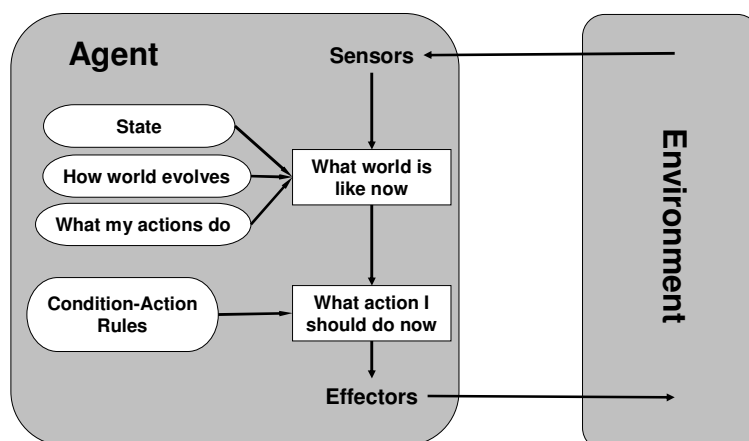 Agent
Sensors
State
How world evolves
What my actions do
What world is
like now
Condition-Action
Rules
What action I
should do now
Effectors
Environment